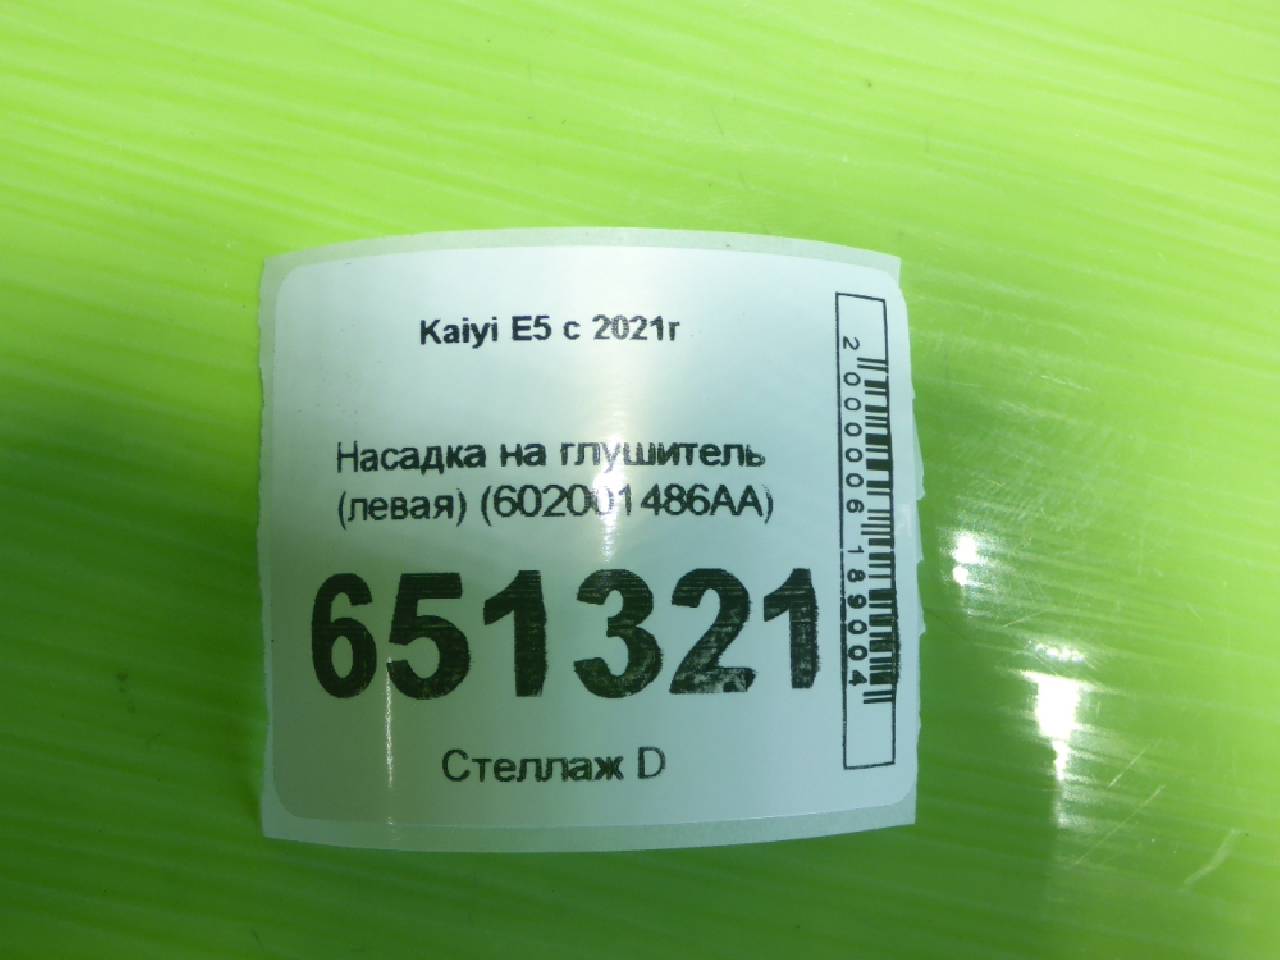 Kaiyi E5 с 2021г
Насадка на глушитель
(левая) (602001486AA)
651321
Стеллаж D
2000006189004